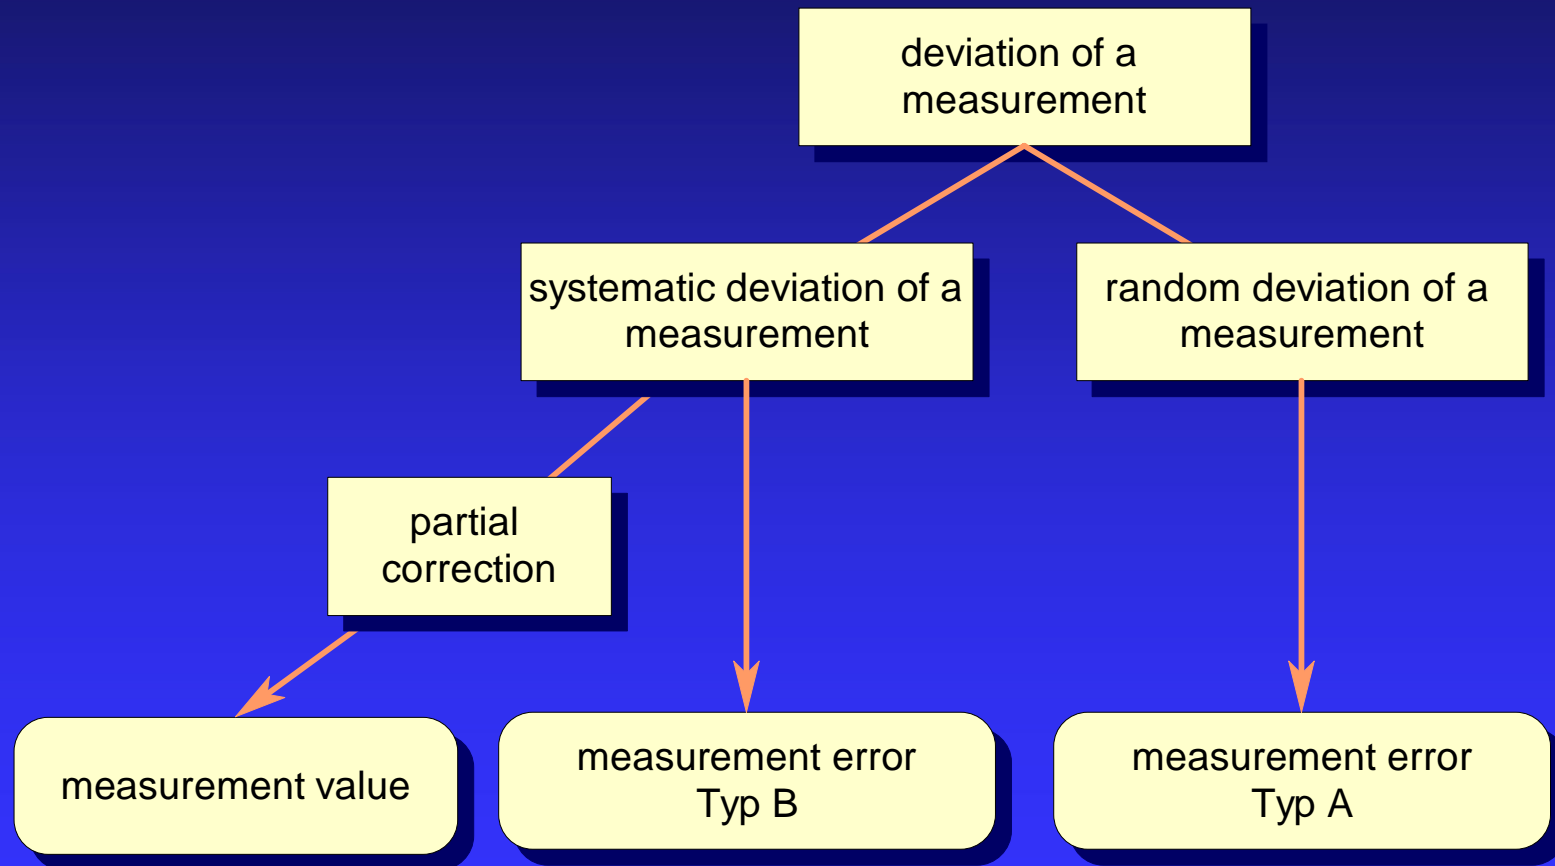 deviation of a
measurement
systematic deviation of a
measurement
random deviation of a
measurement
partial
correction
measurement value
measurement error
Typ B
measurement error
Typ A